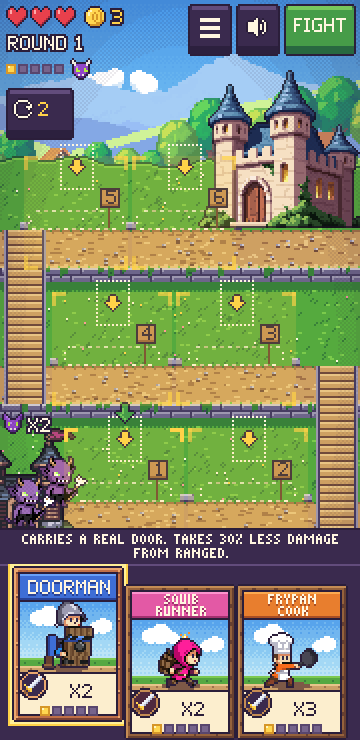 3
FIGHT
ROUND 1
2
5
6
4
3
X2
1
2
CARRIES A REAL DOOR. TAKES 30% LESS DAMAGE
FROM RANGED.
DOORMAN
X2
SQUIB
RUNNER
X2
FRYPAN
COOK
X3